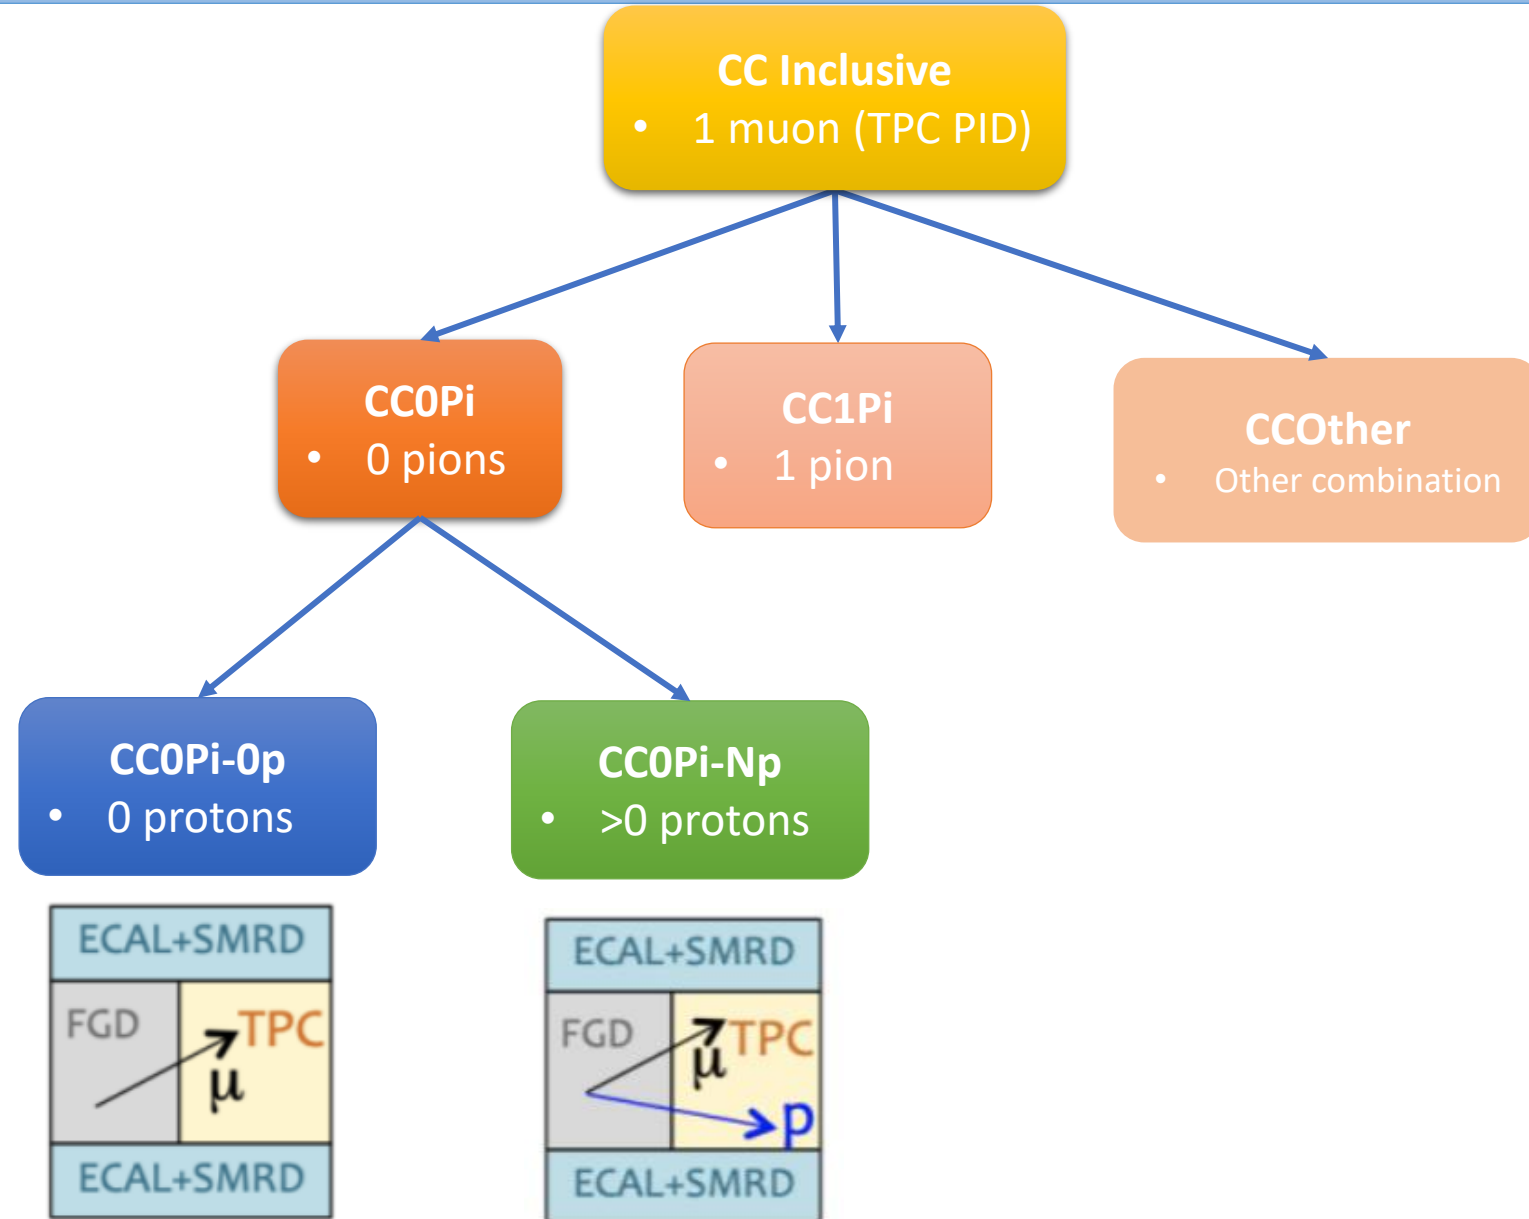 CC Inclusive
• 1 muon (TPC PID)
CC0Pi
• 0 pions
CC1Pi
• 1 pion
CCOther
• Other combination
CC0Pi-0p
• 0 protons
CC0Pi-Np
• >0 protons
ECAL+SMRD
FGD
TPC
μ
ECAL+SMRD
ECAL+SMRD
FGD
TPC
μ
p
ECAL+SMRD